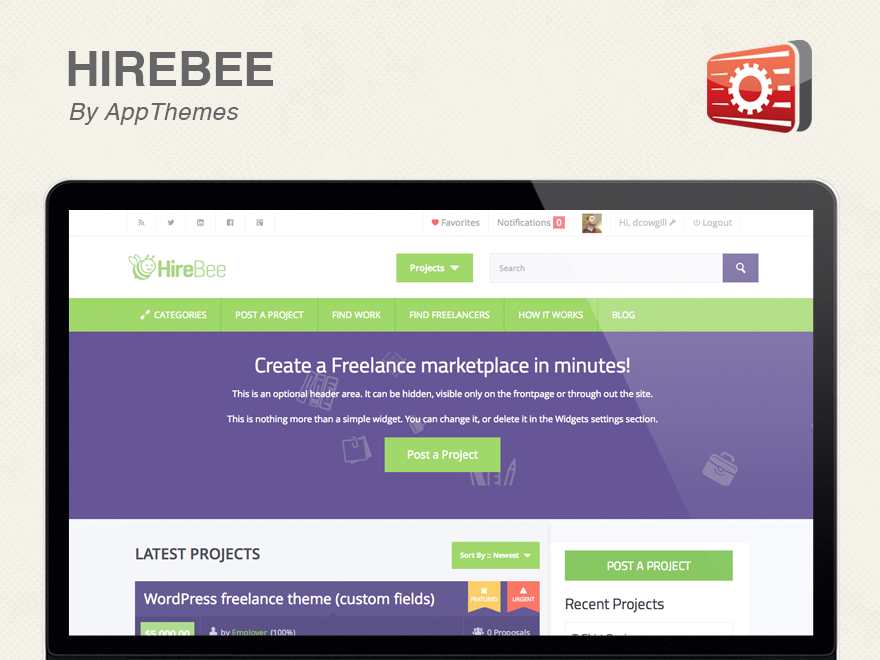 HIREBEE
By AppThemes
Favorites Notifications 0 Hi, dcowgill Logout
HireBee Projects Search
CATEGORIES POST A PROJECT FIND WORK FIND FREELANCERS HOW IT WORKS BLOG
Create a Freelance marketplace in minutes!
This is an optional header area. It can be hidden, visible only on the frontpage or through out the site.
This is nothing more than a simple widget. You can change it, or delete it in the Widgets settings section.
Post a Project
LATEST PROJECTS Sort By :: Newest
POST A PROJECT
WordPress freelance theme (custom fields) FEATURED URGENT
Recent Projects
$5,000.00 by Employer (100%) 0 Proposals